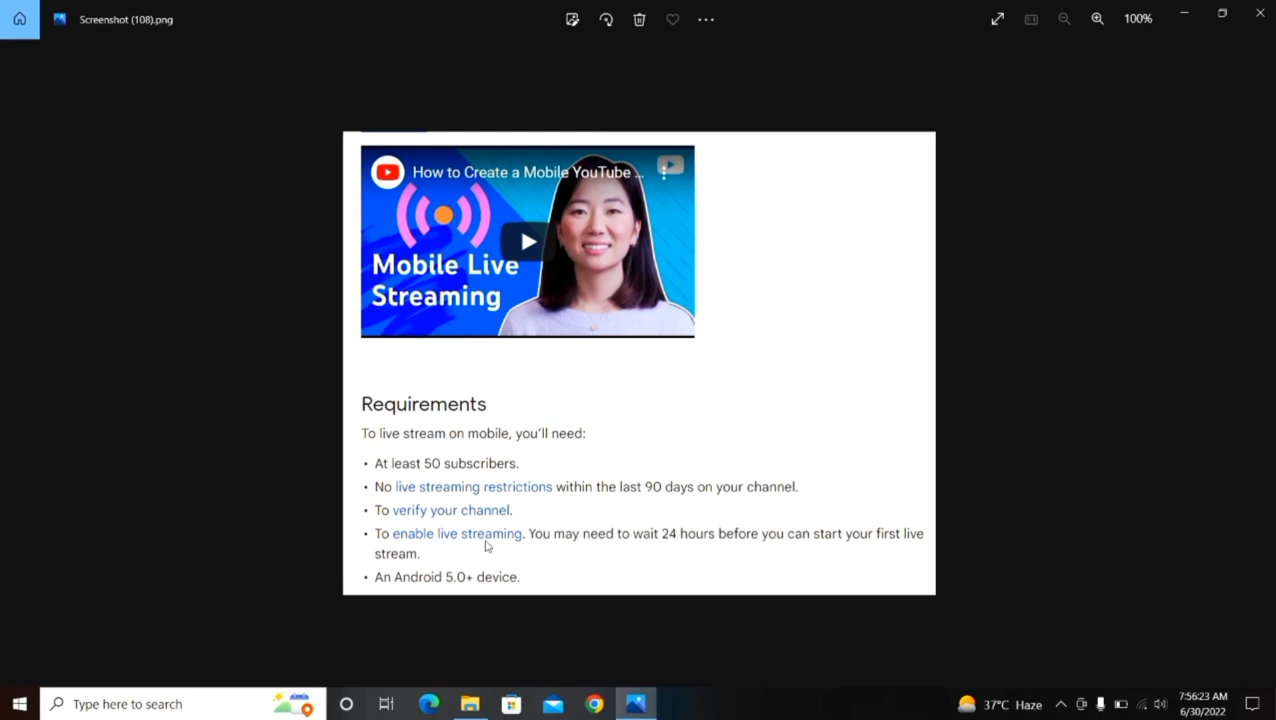 Screenshot (108).png
100%
How to Create a Mobile YouTube ...
Mobile Live
Streaming
Requirements
To live stream on mobile, you'll need:
• At least 50 subscribers.
• No live streaming restrictions within the last 90 days on your channel.
• To verify your channel.
• To enable live streaming. You may need to wait 24 hours before you can start your first live
stream.
• An Android 5.0+ device.
Type here to search
37°C Haze
7:56:23 AM
6/30/2022